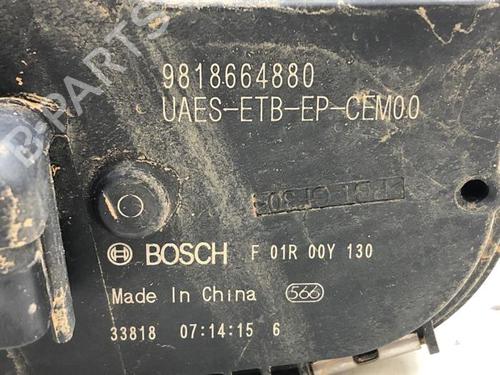 B-PARTS
9818664880
UAES-ETB-EP-CEM00
BOSCH F 01R 00Y 130
Made In China 566
33818 07:14:15 6